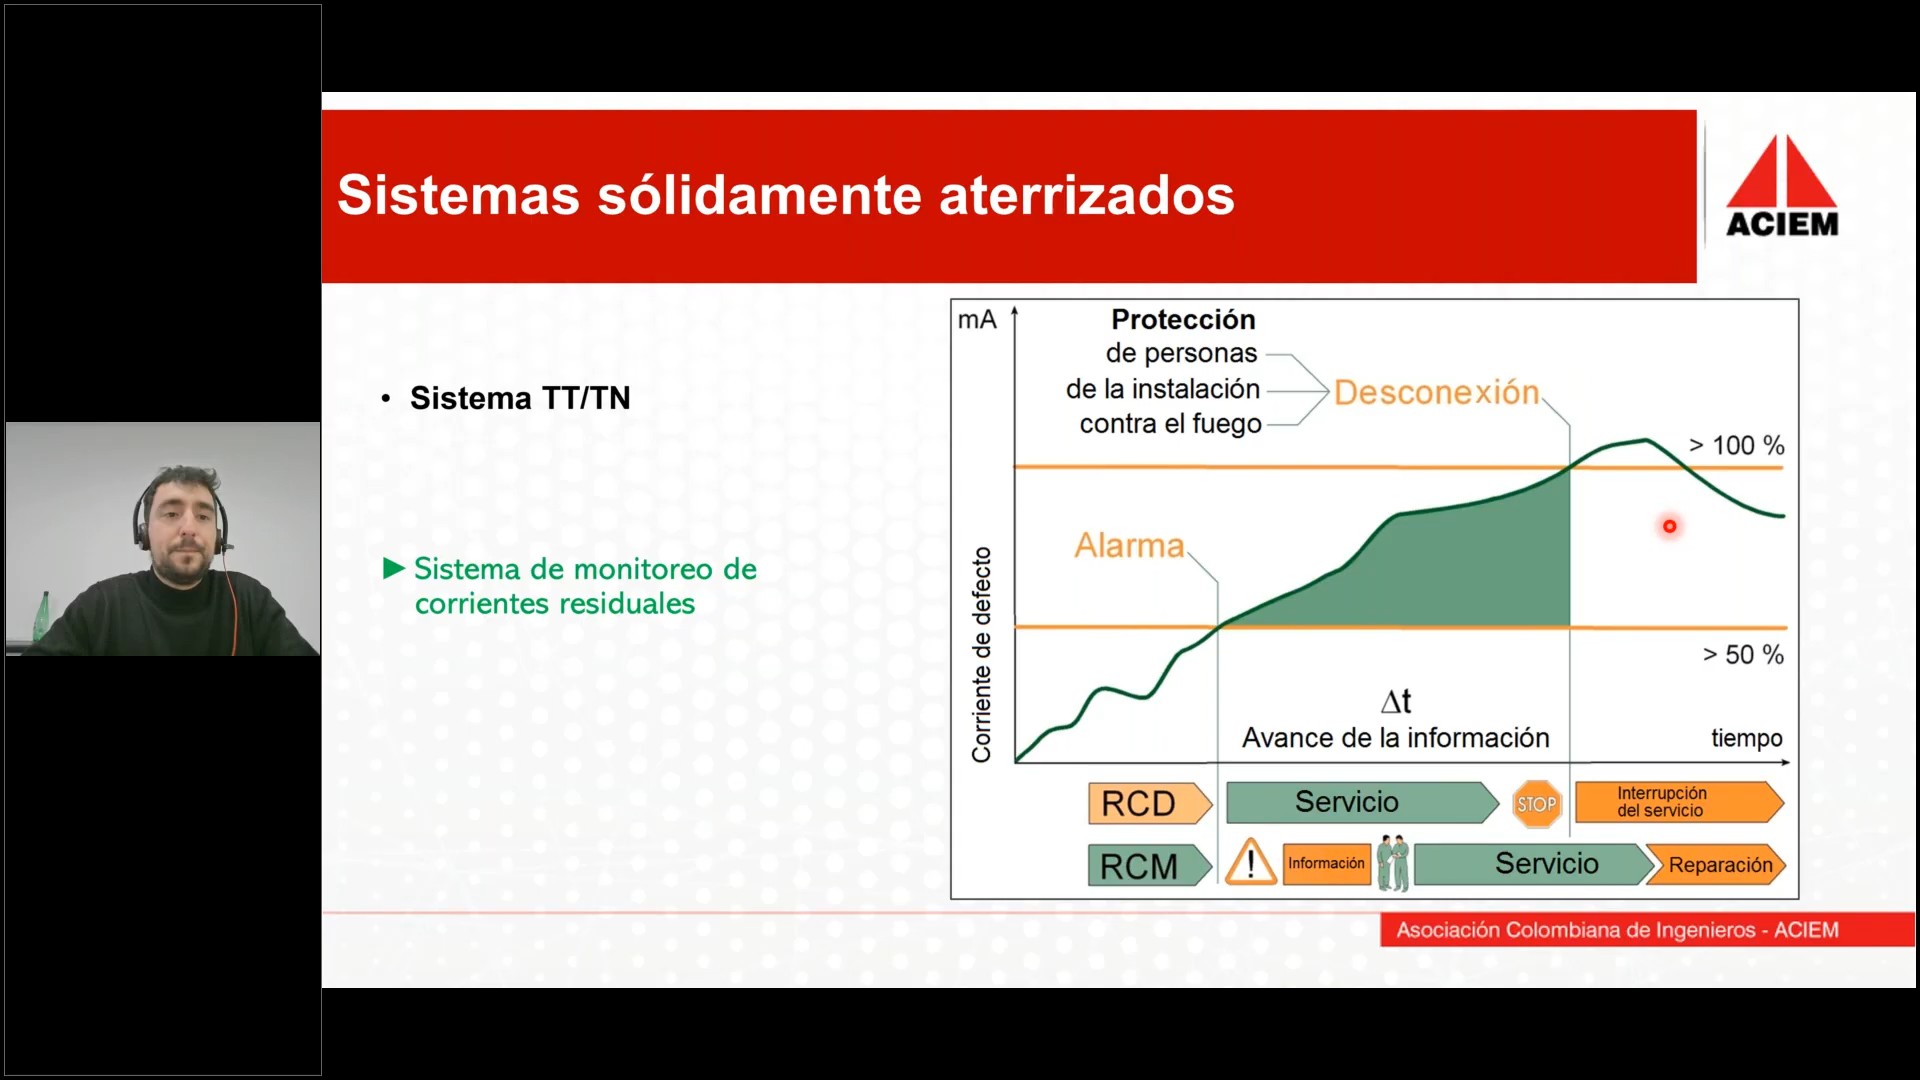 Sistemas sólidamente aterrizados
ACIEM
• Sistema TT/TN
► Sistema de monitoreo de
corrientes residuales
mA
Protección
de personas
de la instalación
contra el fuego
Desconexión
> 100 %
Alarma
> 50 %
Corriente de defecto
Δt
Avance de la información
tiempo
RCD
Servicio
STOP
Interrupción
del servicio
RCM
!
Información
Servicio
Reparación
Asociación Colombiana de Ingenieros - ACIEM